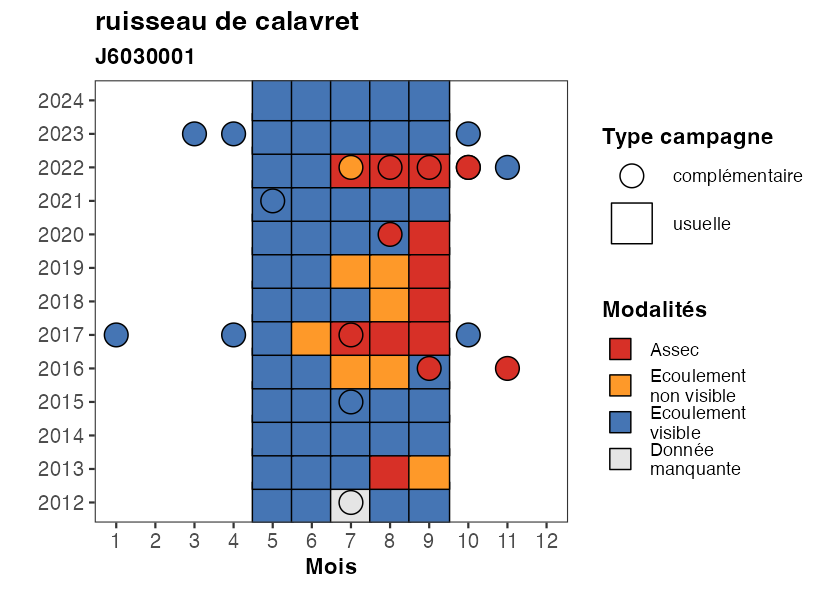 ruisseau de calavret
J6030001
2024
2023
2022
2021
2020
2019
2018
2017
2016
2015
2014
2013
2012
1 2 3 4 5 6 7 8 9 10 11 12
Mois
Type campagne
complémentaire
usuelle
Modalités
Assec
Ecoulement
non visible
Ecoulement
visible
Donnée
manquante